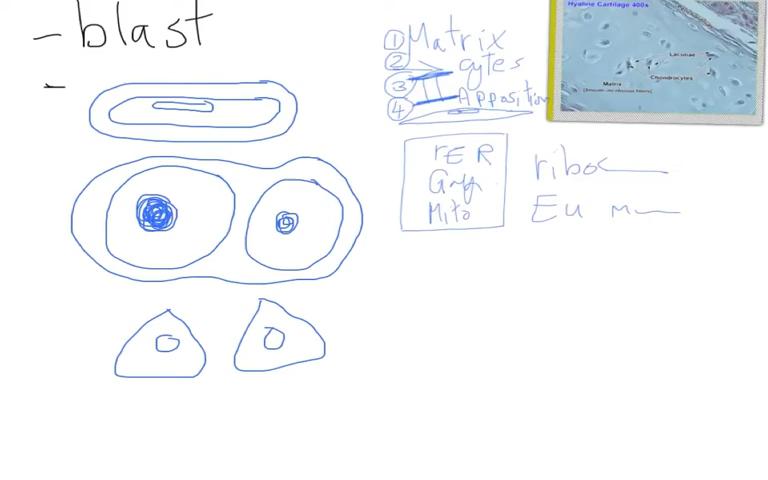 - blast
-
① Matrix
② → cytes
③ II
④ Apposition
rER
Golgi
Mito
ribo
Eu
Hyaline Cartilage 400x
Lacunae
Chondrocytes
Matrix